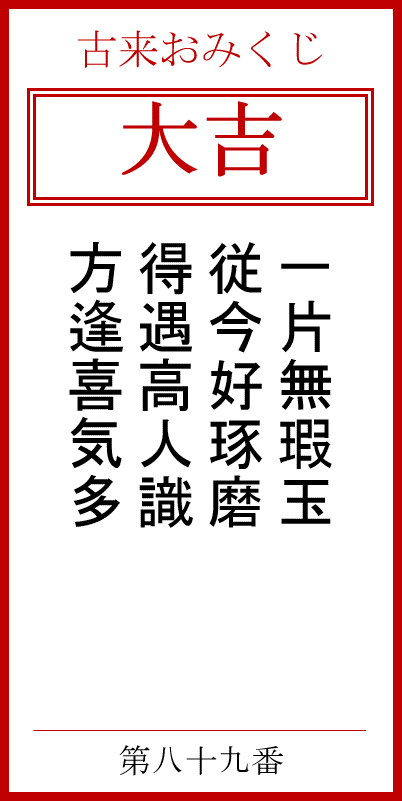 古来おみくじ
大吉
一片無瑕玉
従今好琢磨
得遇高人識
方逢喜気多
第八十九番